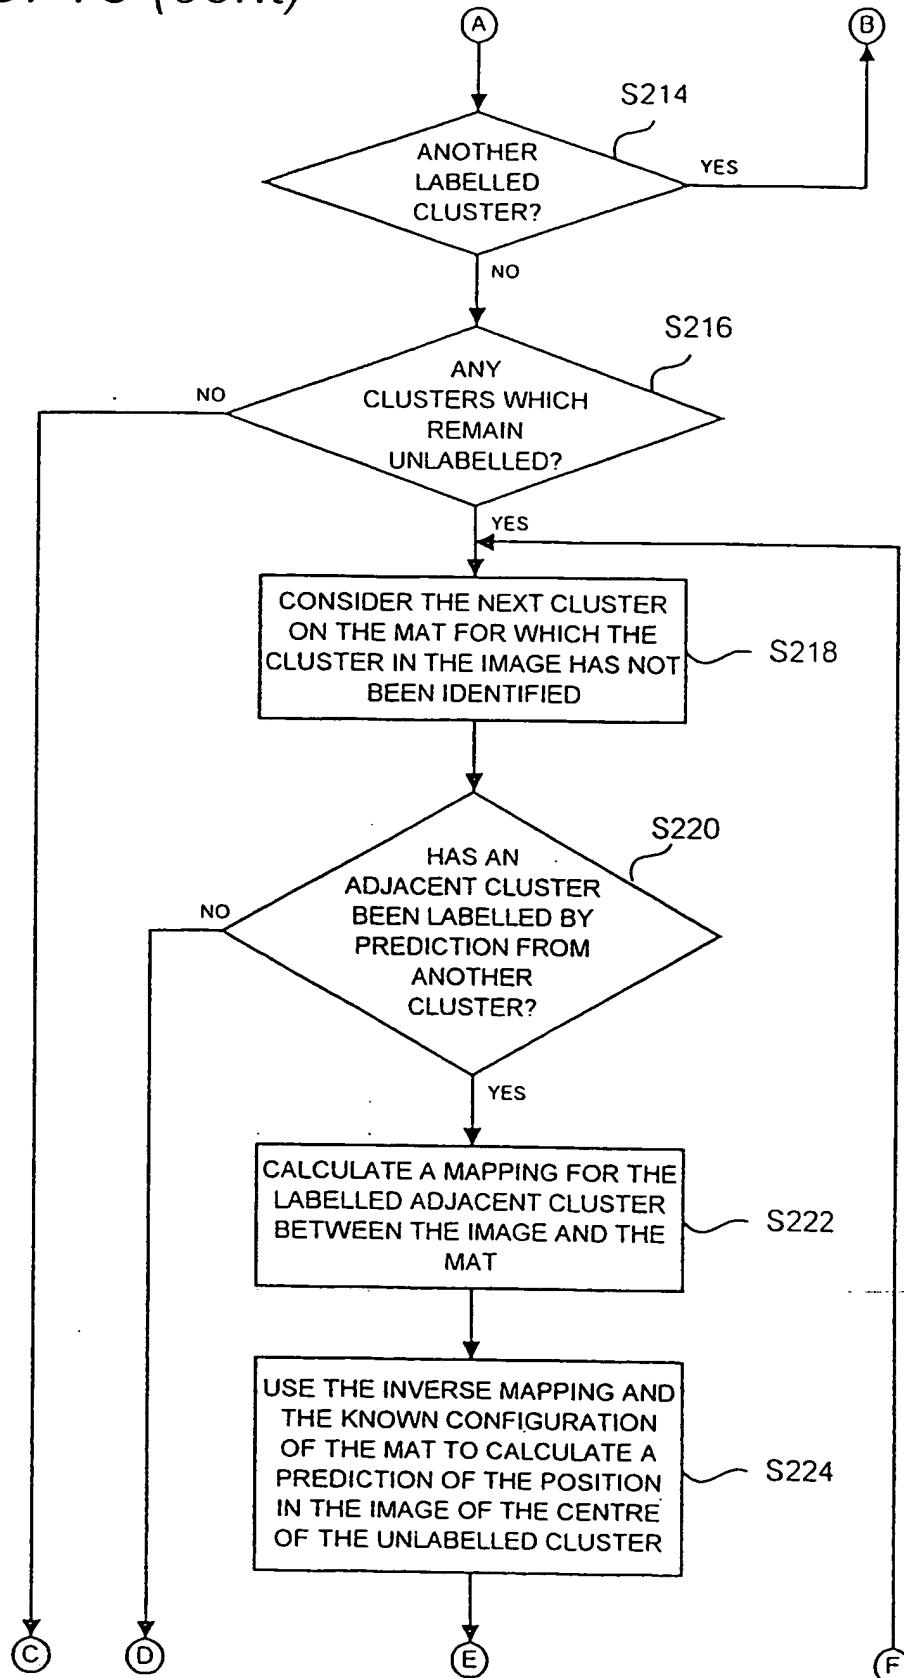 (cont)
A
B
S214
ANOTHER
LABELLED
CLUSTER?
YES
NO
S216
ANY
CLUSTERS WHICH
REMAIN
UNLABELLED?
NO
YES
CONSIDER THE NEXT CLUSTER
ON THE MAT FOR WHICH THE
CLUSTER IN THE IMAGE HAS NOT
BEEN IDENTIFIED
S218
S220
HAS AN
ADJACENT CLUSTER
BEEN LABELLED BY
PREDICTION FROM
ANOTHER
CLUSTER?
NO
YES
CALCULATE A MAPPING FOR THE
LABELLED ADJACENT CLUSTER
BETWEEN THE IMAGE AND THE
MAT
S222
USE THE INVERSE MAPPING AND
THE KNOWN CONFIGURATION
OF THE MAT TO CALCULATE A
PREDICTION OF THE POSITION
IN THE IMAGE OF THE CENTRE
OF THE UNLABELLED CLUSTER
S224
C
D
E
F